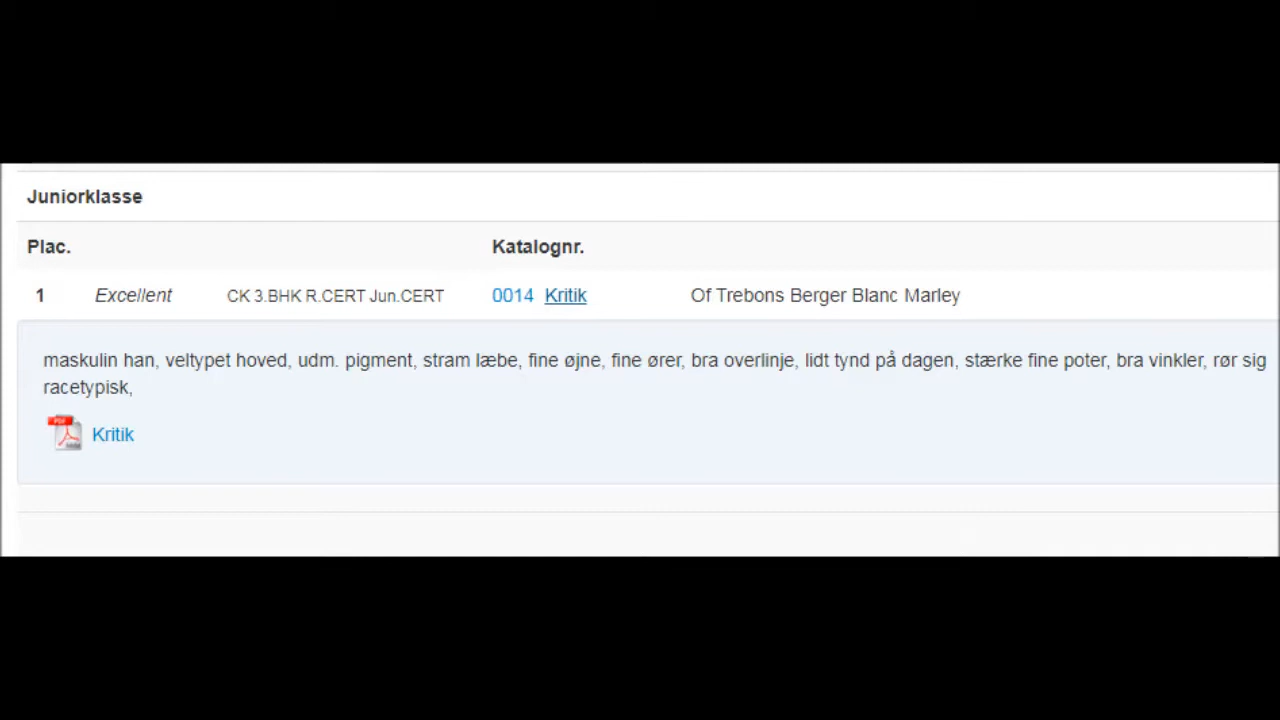 Juniorklasse
Plac. Katalognr.
1 Excellent CK 3.BHK R.CERT Jun.CERT 0014 Kritik Of Trebons Berger Blanc Marley
maskulin han, veltypet hoved, udm. pigment, stram læbe, fine øjne, fine ører, bra overlinje, lidt tynd på dagen, stærke fine poter, bra vinkler, rør sig
racetypisk,
PDF Kritik